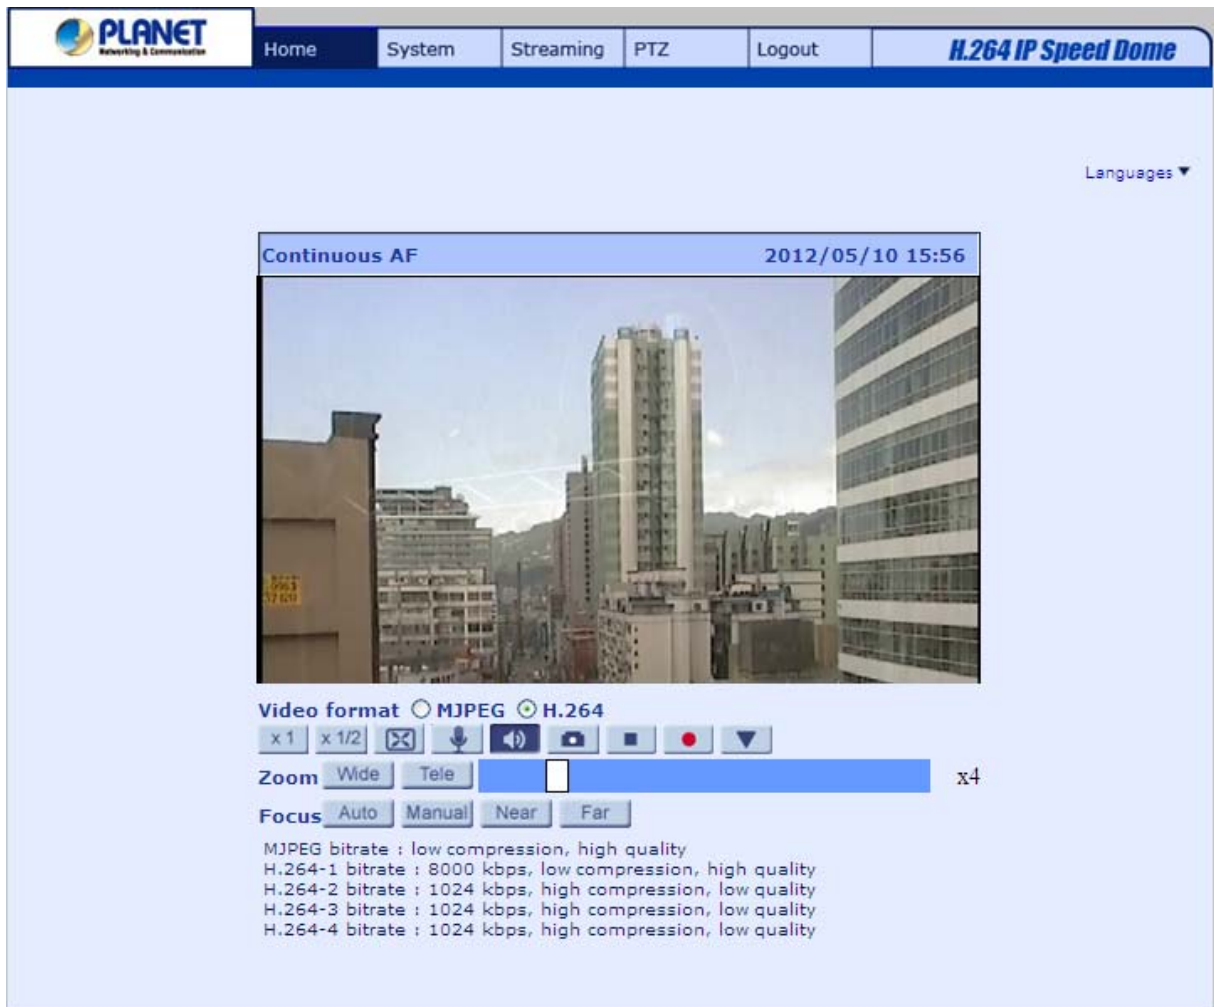 PLANET
Networking & Communication
Home System Streaming PTZ Logout H.264 IP Speed Dome
Languages
Continuous AF 2012/05/10 15:56
Video format MJPEG H.264
x 1 x 1/2
Zoom Wide Tele x4
Focus Auto Manual Near Far
MJPEG bitrate : low compression, high quality
H.264-1 bitrate : 8000 kbps, low compression, high quality
H.264-2 bitrate : 1024 kbps, high compression, low quality
H.264-3 bitrate : 1024 kbps, high compression, low quality
H.264-4 bitrate : 1024 kbps, high compression, low quality